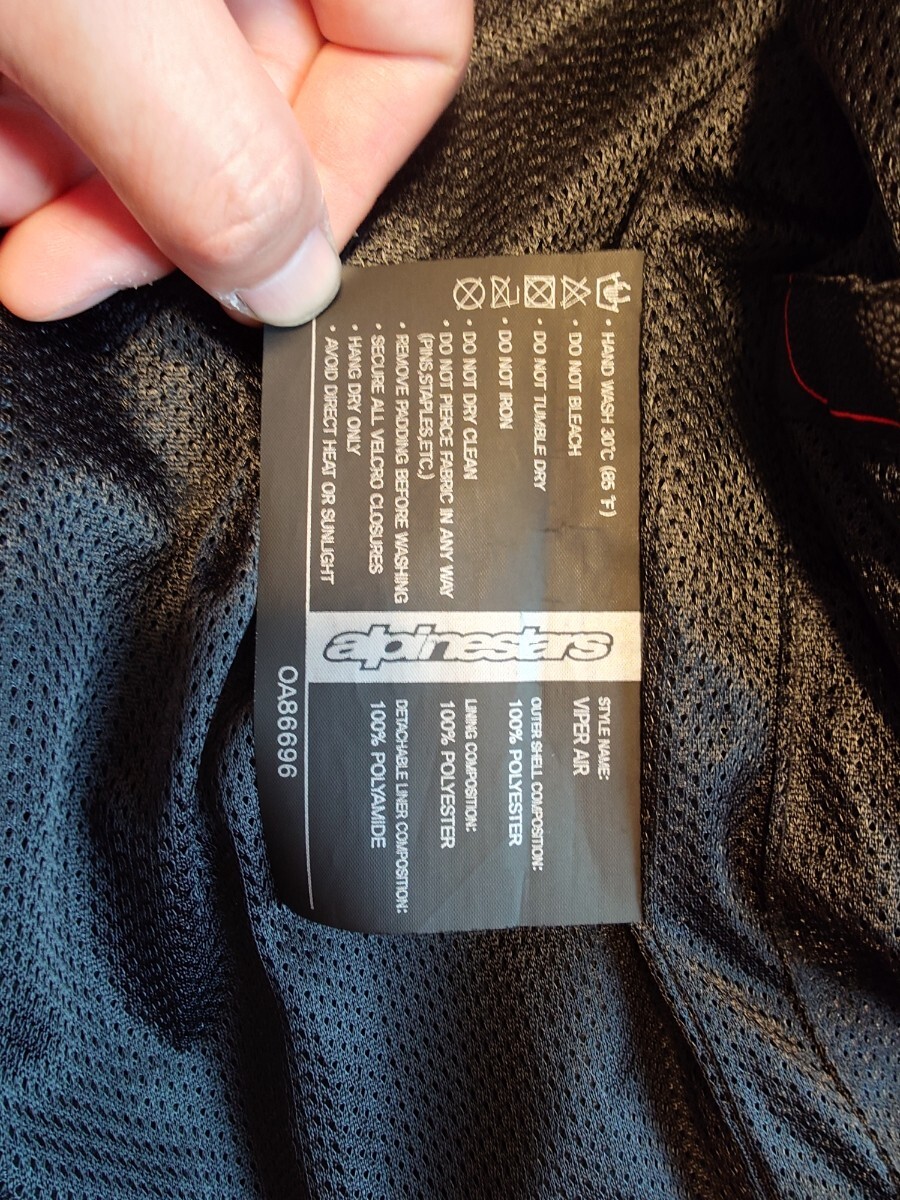 • HAND WASH 30°C (85 °F)
• DO NOT BLEACH
• DO NOT TUMBLE DRY
• DO NOT IRON
• DO NOT DRY CLEAN
• DO NOT PIERCE FABRIC IN ANY WAY
(PINS,STAPLES,ETC.)
• REMOVE PADDING BEFORE WASHING
• SECURE ALL VELCRO CLOSURES
• HANG DRY ONLY
• AVOID DIRECT HEAT OR SUNLIGHT
alpinestars
STYLE NAME:
VIPER AIR
OUTER SHELL COMPOSITION:
100% POLYESTER
LINING COMPOSITION:
100% POLYESTER
DETACHABLE LINER COMPOSITION:
100% POLYAMIDE
OA86696